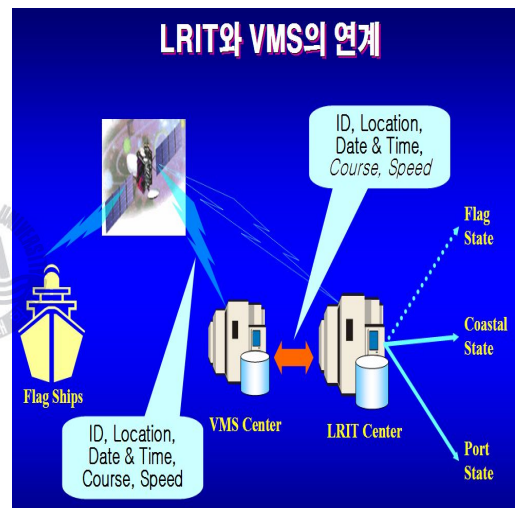 LRIT와 VMS의 연계
ID, Location,
Date & Time,
Course, Speed
Flag
State
Coastal
State
Port
State
Flag Ships
VMS Center
LRIT Center
ID, Location,
Date & Time,
Course, Speed